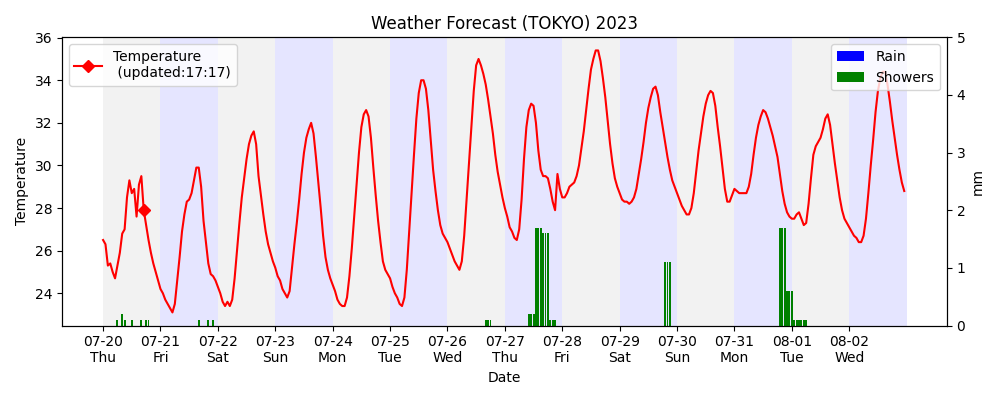 Weather Forecast (TOKYO) 2023
Temperature
(updated:17:17)
Rain
Showers
36
34
32
30
28
26
24
Temperature
5
4
3
2
1
0
mm
07-20 07-21 07-22 07-23 07-24 07-25 07-26 07-27 07-28 07-29 07-30 07-31 08-01 08-02
Thu Fri Sat Sun Mon Tue Wed Thu Fri Sat Sun Mon Tue Wed
Date